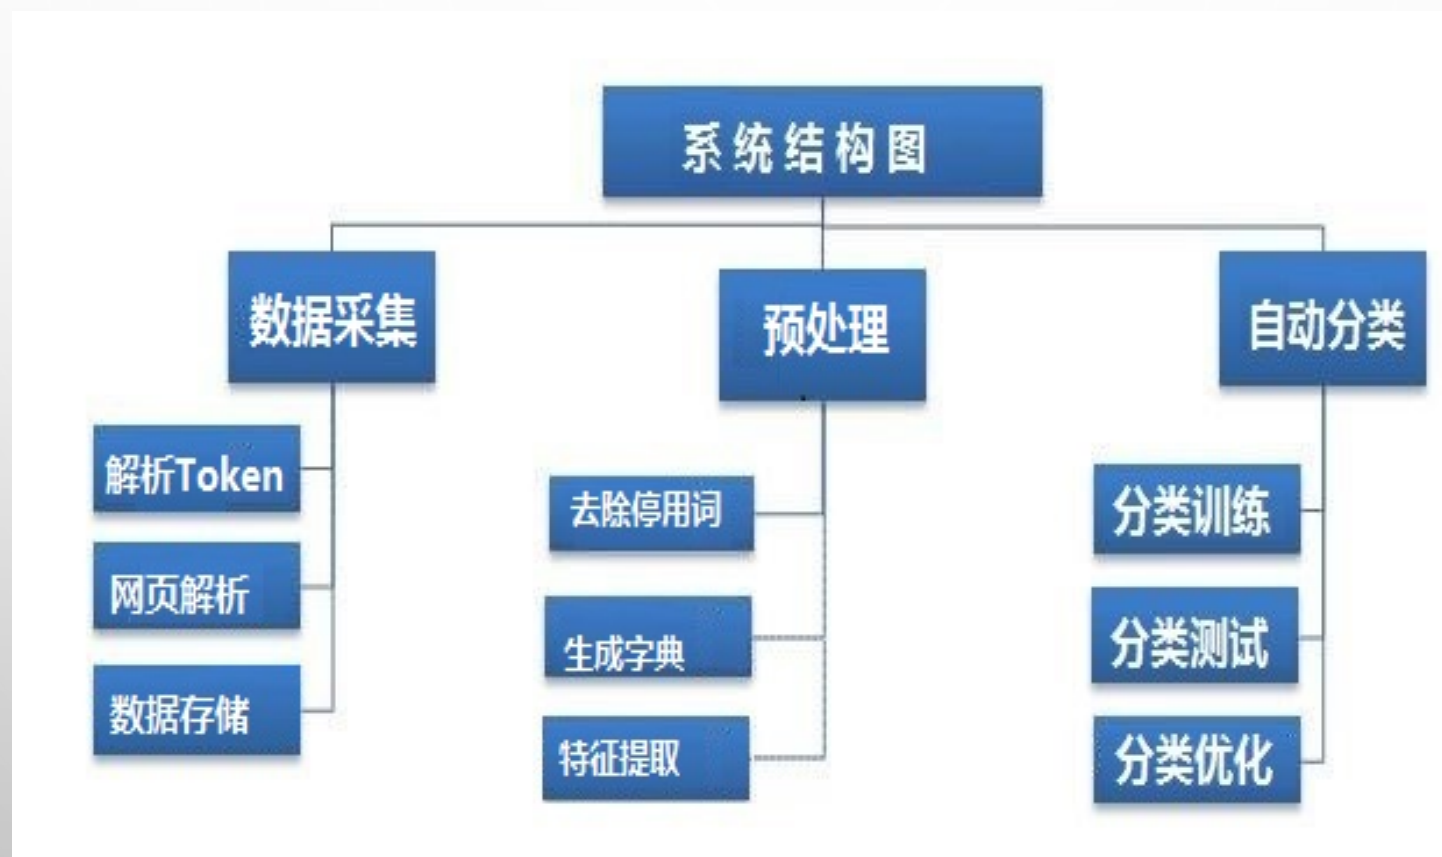 系统结构图
数据采集
预处理
自动分类
解析Token
网页解析
数据存储
去除停用词
生成字典
特征提取
分类训练
分类测试
分类优化